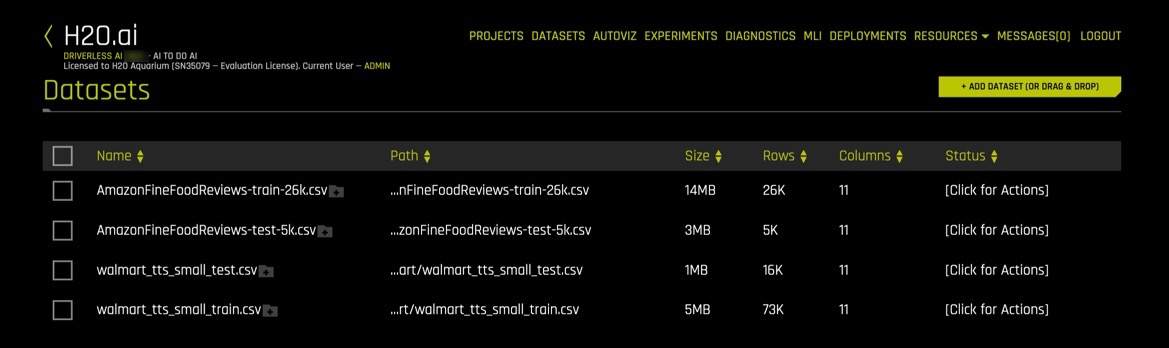 H2O.ai
PROJECTS DATASETS AUTOVIZ EXPERIMENTS DIAGNOSTICS MLI DEPLOYMENTS RESOURCES MESSAGES[0] LOGOUT
DRIVERLESS AI - AI TO DO AI
Licensed to H2O Aquarium (SN35079 – Evaluation License). Current User – ADMIN
Datasets
+ ADD DATASET (OR DRAG & DROP)
Name Path Size Rows Columns Status
AmazonFineFoodReviews-train-26k.csv ...nFineFoodReviews-train-26k.csv 14MB 26K 11 [Click for Actions]
AmazonFineFoodReviews-test-5k.csv ...zonFineFoodReviews-test-5k.csv 3MB 5K 11 [Click for Actions]
walmart_tts_small_test.csv ...art/walmart_tts_small_test.csv 1MB 16K 11 [Click for Actions]
walmart_tts_small_train.csv ...rt/walmart_tts_small_train.csv 5MB 73K 11 [Click for Actions]